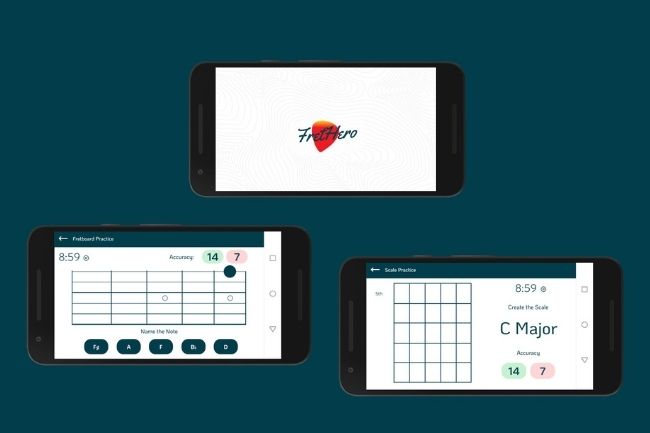 FretHero
← Fretboard Practice
8:59
Accuracy: 14 7
Name the Note
F♯ A F B♭ D
← Scale Practice
5th
8:59
Create the Scale
C Major
Accuracy
14 7